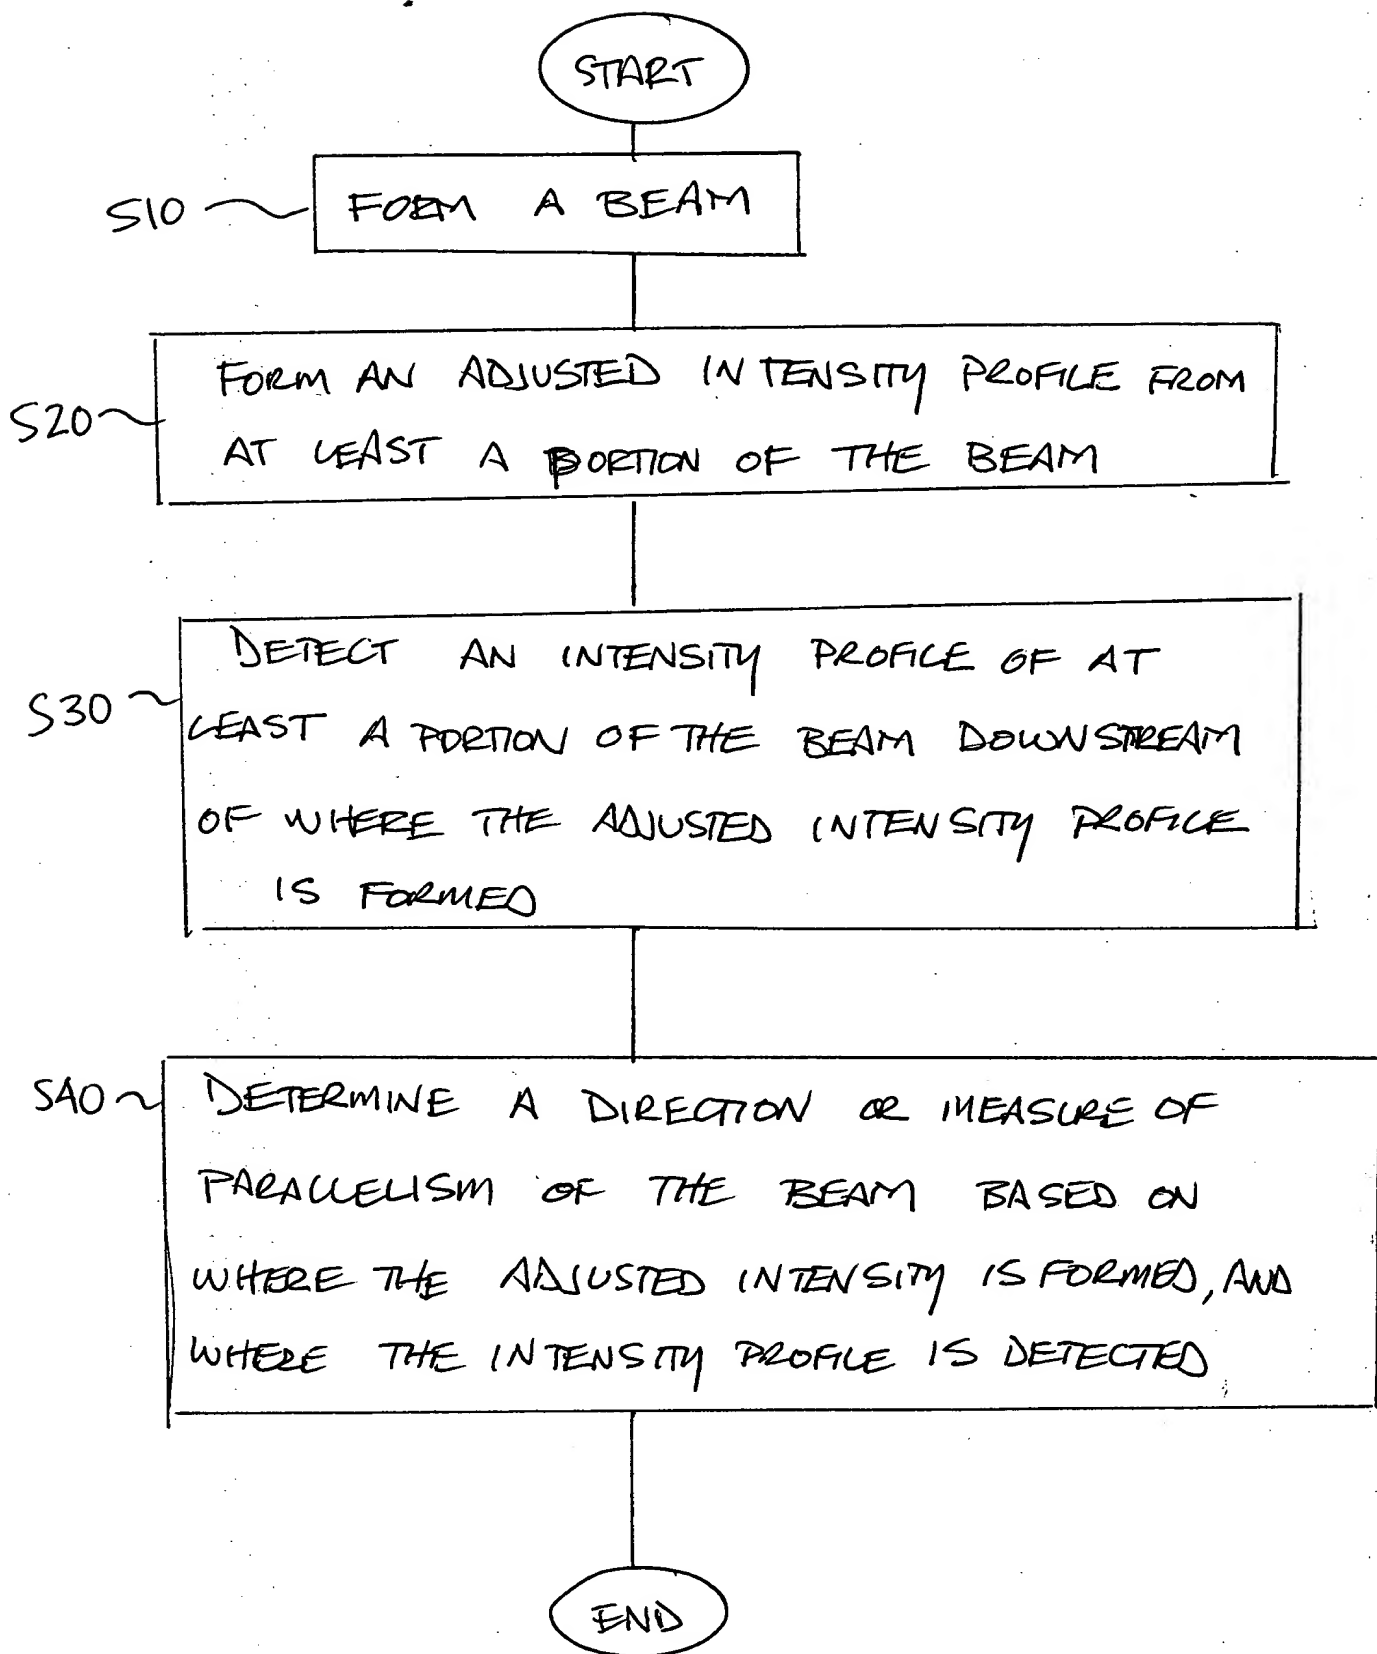 START
S10
FORM A BEAM
S20
FORM AN ADJUSTED INTENSITY PROFILE FROM
AT LEAST A PORTION OF THE BEAM
S30
DETECT AN INTENSITY PROFILE OF AT
LEAST A PORTION OF THE BEAM DOWNSTREAM
OF WHERE THE ADJUSTED INTENSITY PROFILE
IS FORMED
S40
DETERMINE A DIRECTION OR MEASURE OF
PARALLELISM OF THE BEAM BASED ON
WHERE THE ADJUSTED INTENSITY IS FORMED, AND
WHERE THE INTENSITY PROFILE IS DETECTED
END